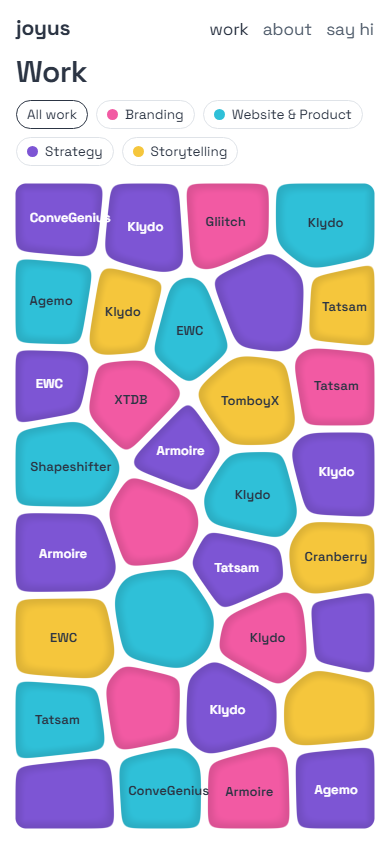 joyus
work about say hi
Work
All work Branding Website & Product
Strategy Storytelling
ConveGenius Klydo Gliitch Klydo
Agemo Klydo EWC Tatsam
EWC XTDB TomboyX Tatsam
Shapeshifter Armoire Klydo Klydo
Armoire Tatsam Cranberry
EWC Klydo
Tatsam Klydo
ConveGenius Armoire Agemo